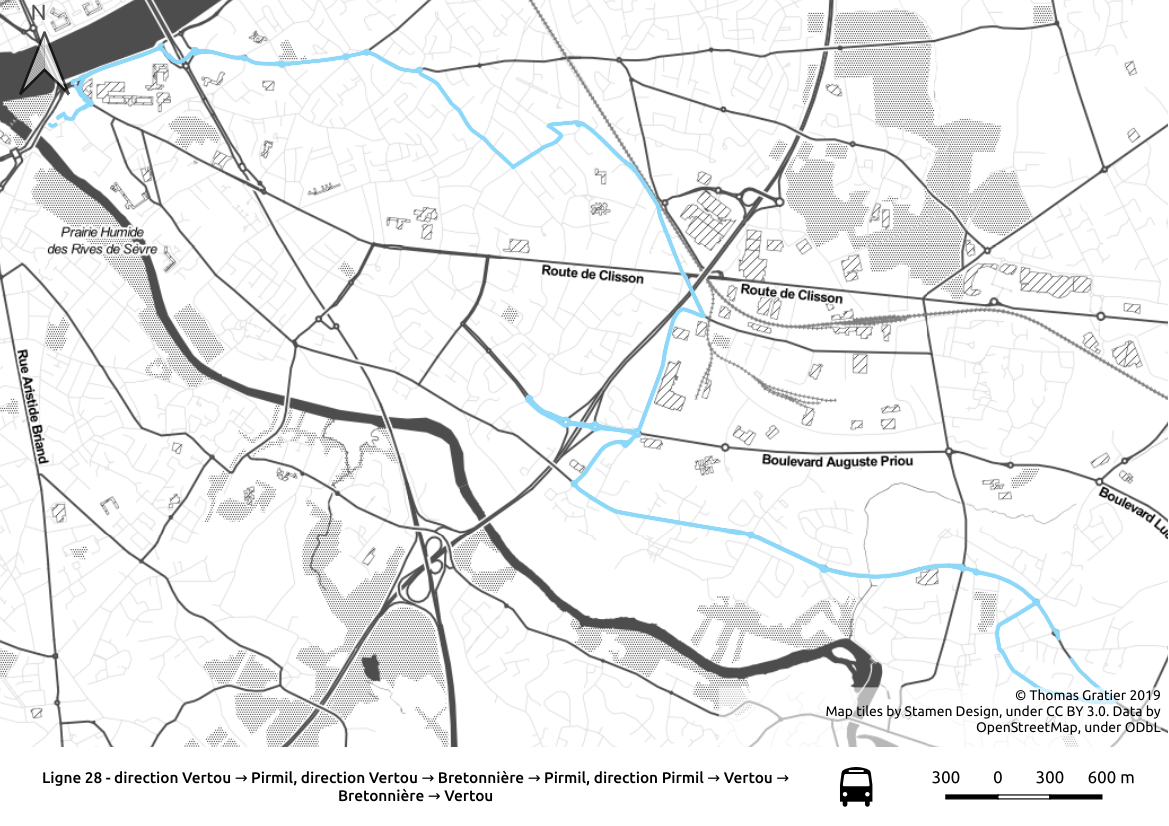 N
Prairie Humide
des Rives de Sèvre
Route de Clisson
Route de Clisson
Rue Aristide Briand
Boulevard Auguste Priou
Boulevard Lu
© Thomas Gratier 2019
Map tiles by Stamen Design, under CC BY 3.0. Data by
OpenStreetMap, under ODbL
Ligne 28 - direction Vertou → Pirmil, direction Vertou → Bretonnière → Pirmil, direction Pirmil → Vertou →
Bretonnière → Vertou
300 0 300 600 m